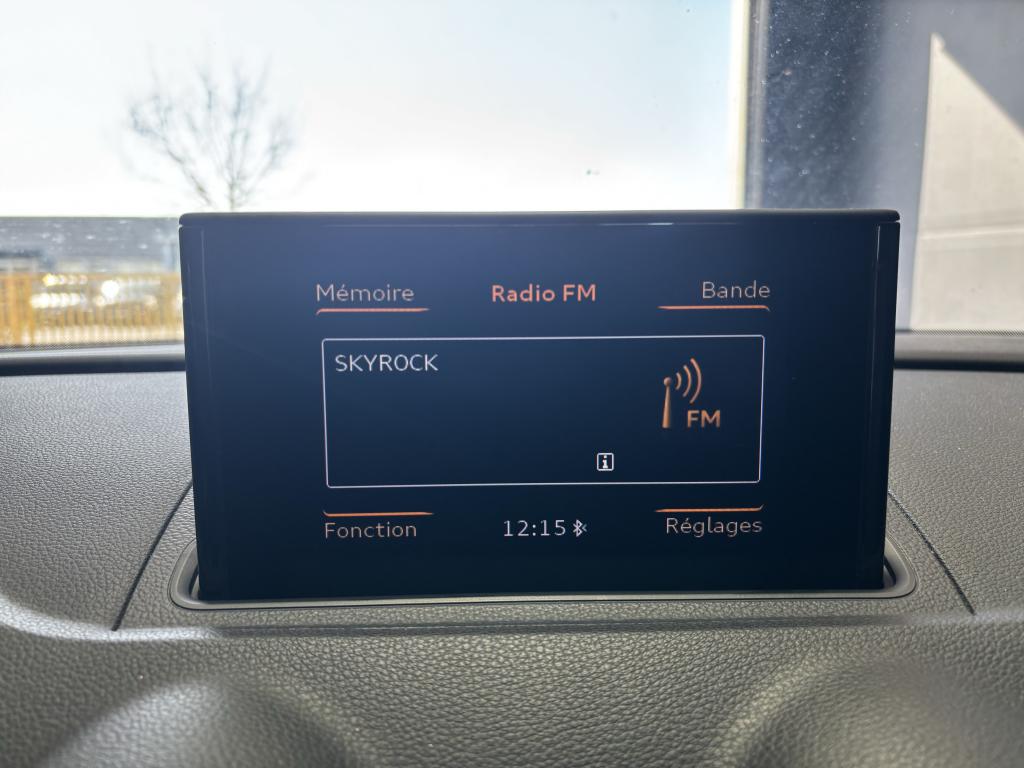 Mémoire Radio FM Bande
SKYROCK
FM
i
Fonction 12:15 Réglages